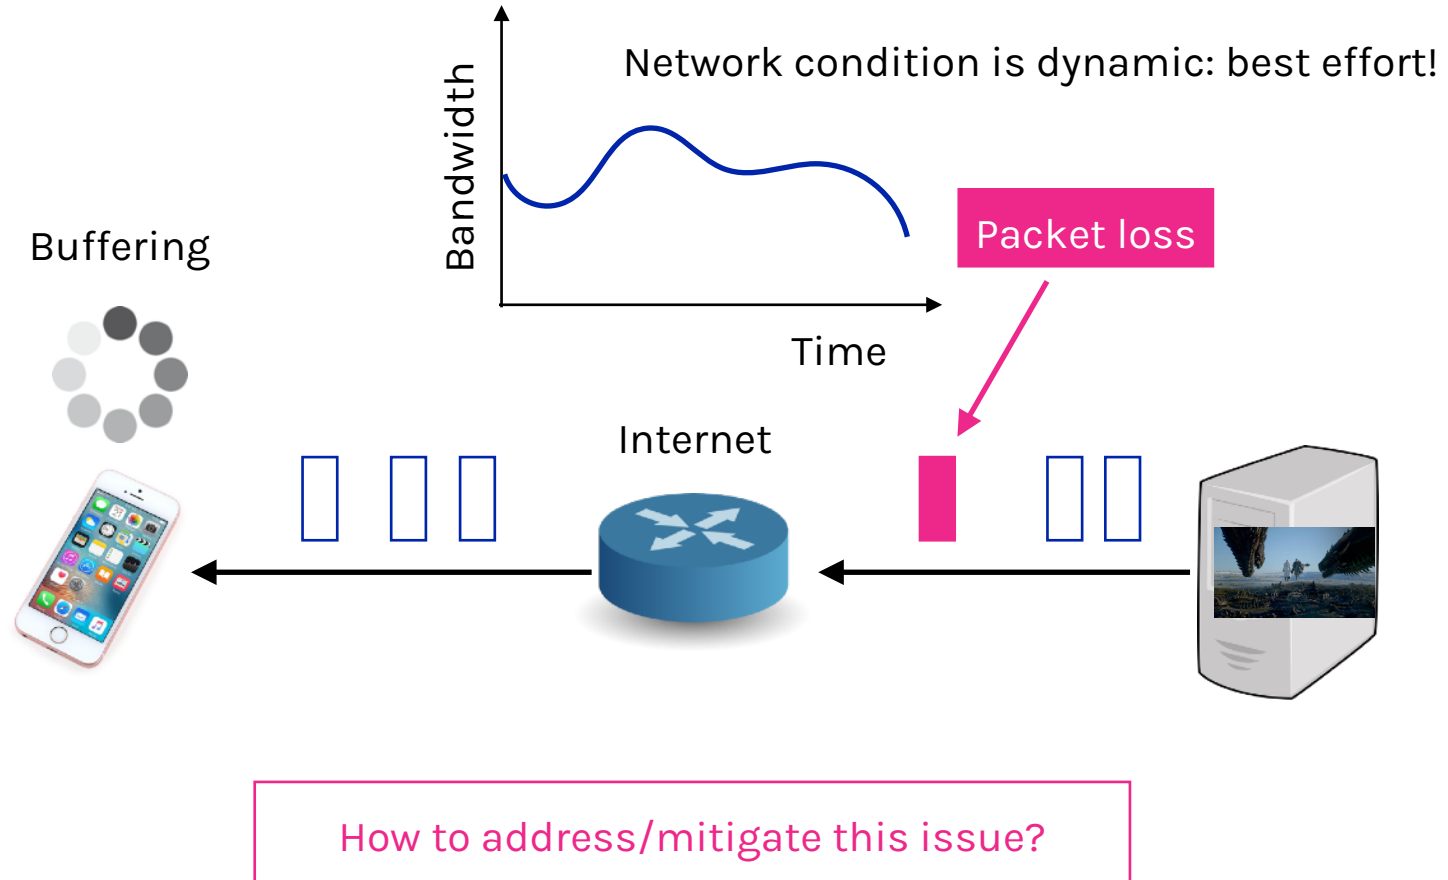 Network condition is dynamic: best effort!
Bandwidth
Time
Packet loss
Buffering
Internet
How to address/mitigate this issue?